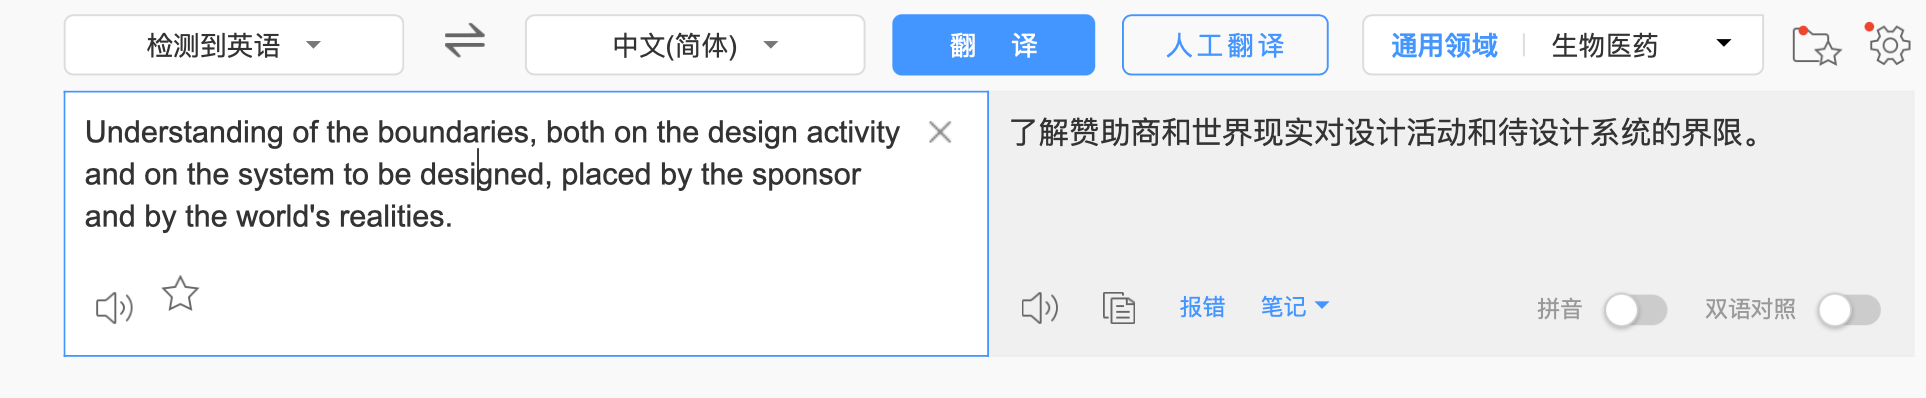 检测到英语
中文(简体)
翻 译
人工翻译
通用领域
生物医药
Understanding of the boundaries, both on the design activity
and on the system to be designed, placed by the sponsor
and by the world's realities.
了解赞助商和世界现实对设计活动和待设计系统的界限。
报错
笔记
拼音
双语对照